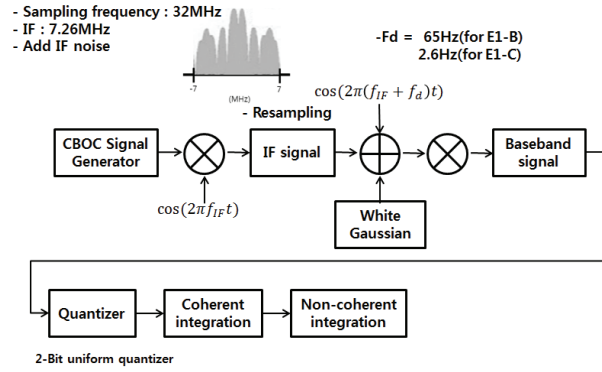 - Sampling frequency : 32MHz
- IF : 7.26MHz
- Add IF noise
-7
7
(MHz)
- Resampling
-Fd = 65Hz(for E1-B)
2.6Hz(for E1-C)
cos(2π(f_IF + f_d)t)
CBOC Signal
Generator
IF signal
Baseband
signal
cos(2πf_IF t)
White
Gaussian
Quantizer
Coherent
integration
Non-coherent
integration
2-Bit uniform quantizer